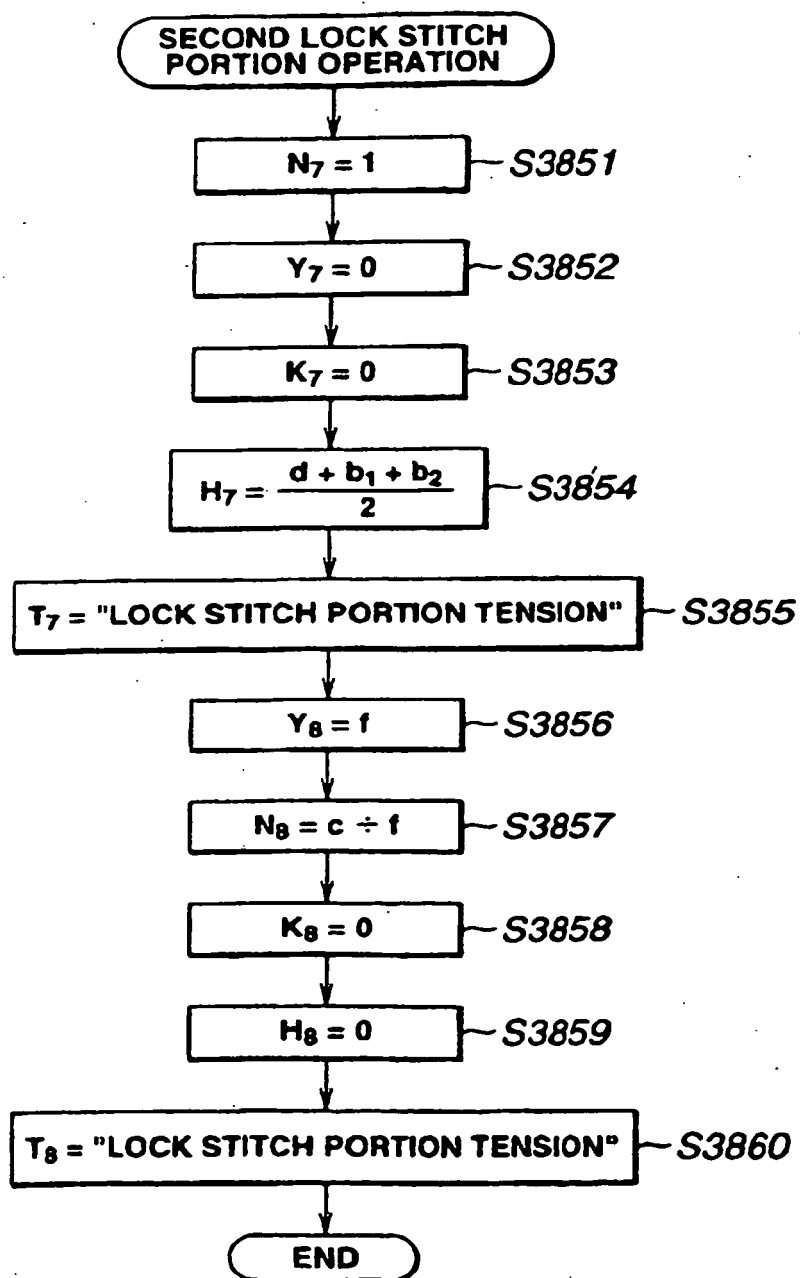 SECOND LOCK STITCH
PORTION OPERATION
N7 = 1 S3851
Y7 = 0 S3852
K7 = 0 S3853
H7 = (d + b1 + b2) / 2 S3854
T7 = "LOCK STITCH PORTION TENSION" S3855
Y8 = f S3856
N8 = c ÷ f S3857
K8 = 0 S3858
H8 = 0 S3859
T8 = "LOCK STITCH PORTION TENSION" S3860
END